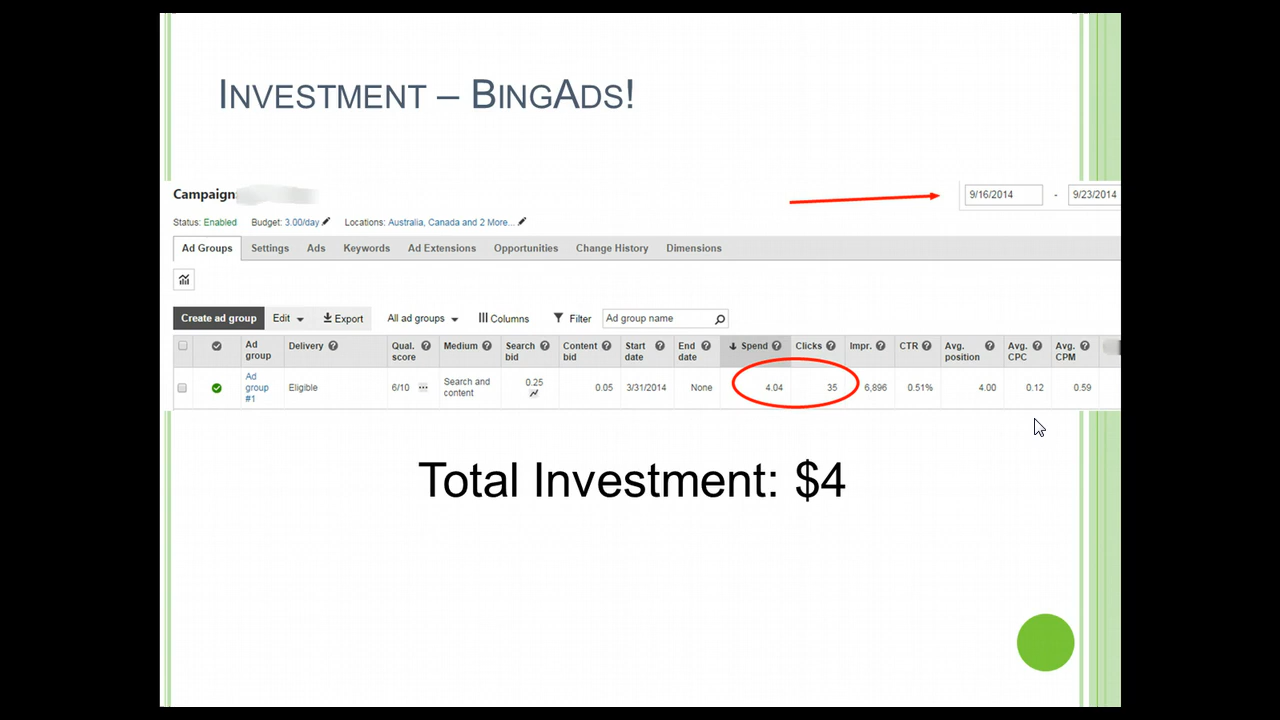 INVESTMENT – BINGADS!
Campaign:
9/16/2014 - 9/23/2014
Status: Enabled Budget: 3.00/day Locations: Australia, Canada and 2 More...
Ad Groups Settings Ads Keywords Ad Extensions Opportunities Change History Dimensions
Create ad group Edit Export All ad groups Columns Filter Ad group name
Ad group Delivery Qual. score Medium Search bid Content bid Start date End date Spend Clicks Impr. CTR Avg. position Avg. CPC Avg. CPM
Ad group #1 Eligible 6/10 ... Search and content 0.25 0.05 3/31/2014 None 4.04 35 6,896 0.51% 4.00 0.12 0.59
Total Investment: $4